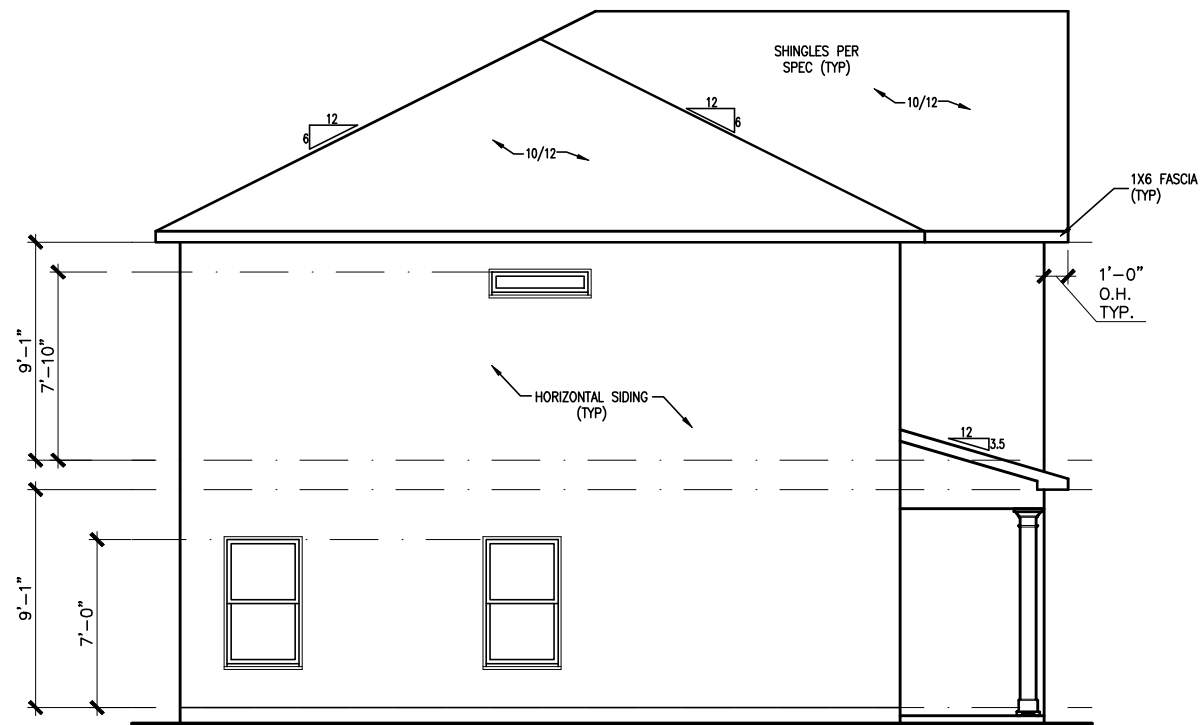 SHINGLES PER
SPEC (TYP)
10/12
12
6
12
6
10/12
1X6 FASCIA
(TYP)
1'-0"
O.H.
TYP.
9'-1"
7'-10"
HORIZONTAL SIDING
(TYP)
12
3.5
9'-1"
7'-0"